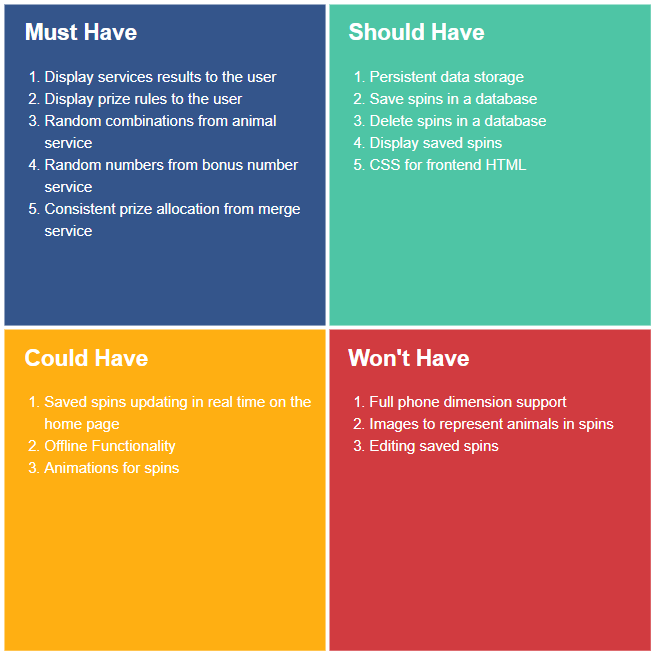 Must Have
1. Display services results to the user
2. Display prize rules to the user
3. Random combinations from animal
service
4. Random numbers from bonus number
service
5. Consistent prize allocation from merge
service
Should Have
1. Persistent data storage
2. Save spins in a database
3. Delete spins in a database
4. Display saved spins
5. CSS for frontend HTML
Could Have
1. Saved spins updating in real time on the
home page
2. Offline Functionality
3. Animations for spins
Won't Have
1. Full phone dimension support
2. Images to represent animals in spins
3. Editing saved spins